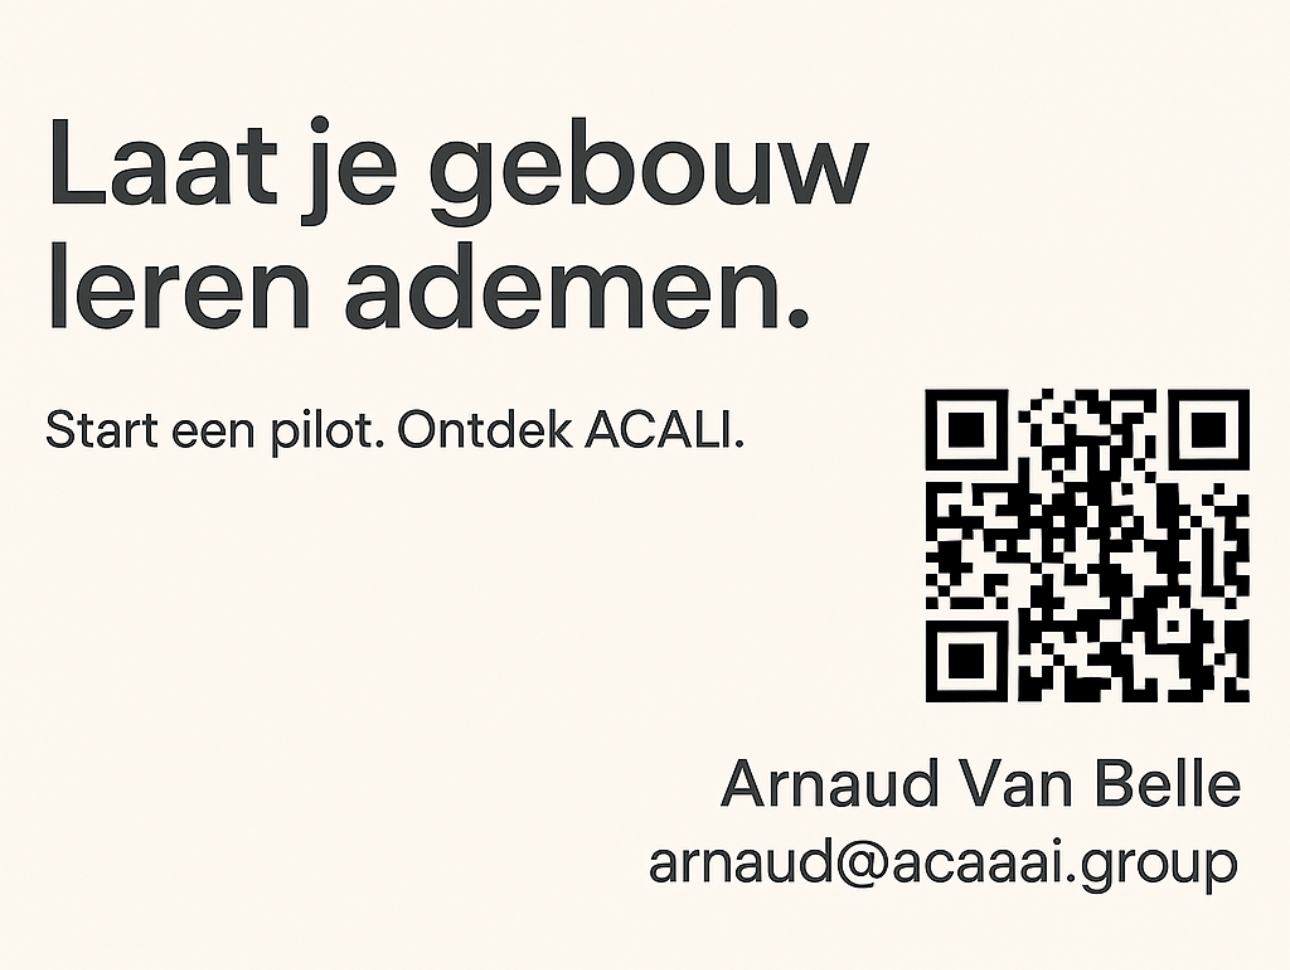 Laat je gebouw
leren ademen.
Start een pilot. Ontdek ACALI.
Arnaud Van Belle
arnaud@acaaai.group